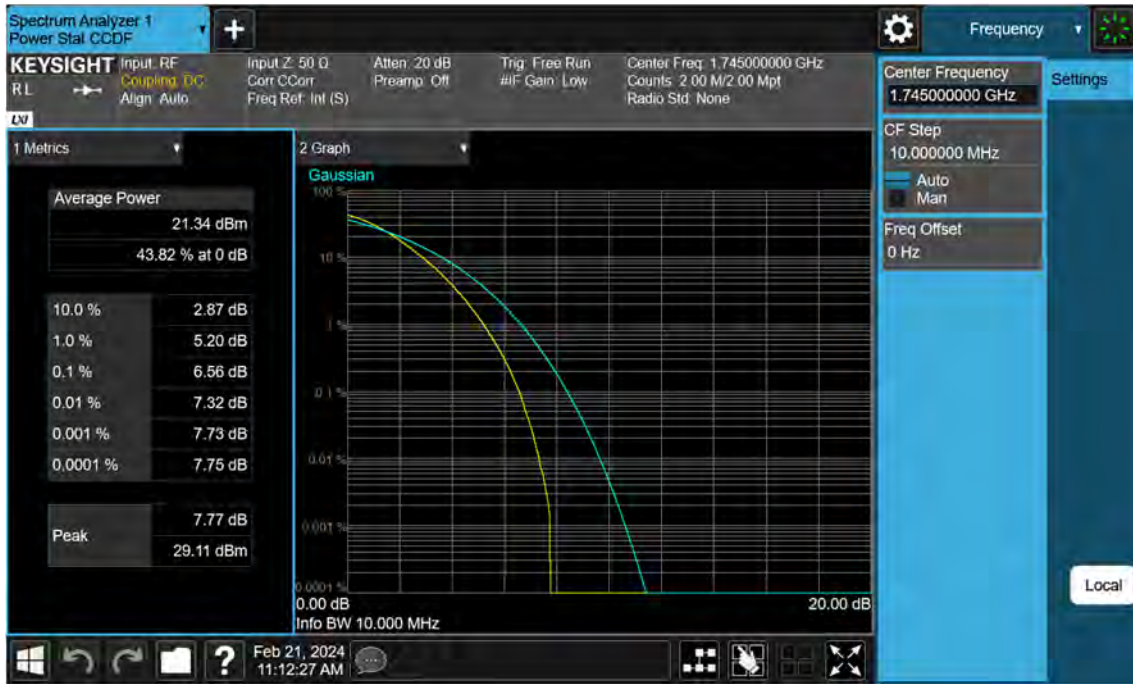 Spectrum Analyzer 1
Power Stat CCDF
+
Frequency
KEYSIGHT
RL
LXI
Input: RF
Coupling: DC
Align: Auto
Input Z: 50 Ω
Corr CCorr
Freq Ref: Int (S)
Atten: 20 dB
Preamp: Off
Trig: Free Run
#IF Gain: Low
Center Freq: 1.745000000 GHz
Counts: 2.00 M/2.00 Mpt
Radio Std: None
Center Frequency
1.745000000 GHz
Settings
CF Step
10.000000 MHz
Auto
Man
Freq Offset
0 Hz
1 Metrics
Average Power
21.34 dBm
43.82 % at 0 dB
10.0 % 2.87 dB
1.0 % 5.20 dB
0.1 % 6.56 dB
0.01 % 7.32 dB
0.001 % 7.73 dB
0.0001 % 7.75 dB
Peak
7.77 dB
29.11 dBm
2 Graph
Gaussian
100 %
10 %
1 %
0.1 %
0.01 %
0.001 %
0.0001 %
0.00 dB 20.00 dB
Info BW 10.000 MHz
Local
?
Feb 21, 2024
11:12:27 AM